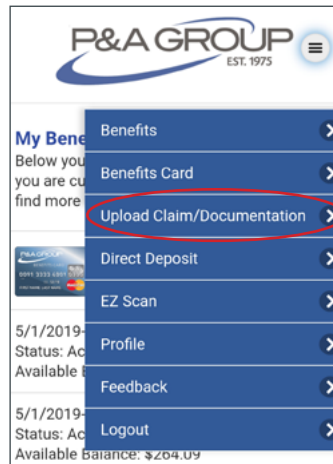 P&A GROUP
EST. 1975
My Bene
Below you
you are cu
find more
Benefits
Benefits Card
Upload Claim/Documentation
Direct Deposit
EZ Scan
Profile
Feedback
Logout
5/1/2019-
Status: Ac
Available
5/1/2019-
Status: Ac
Available Balance: $264.09